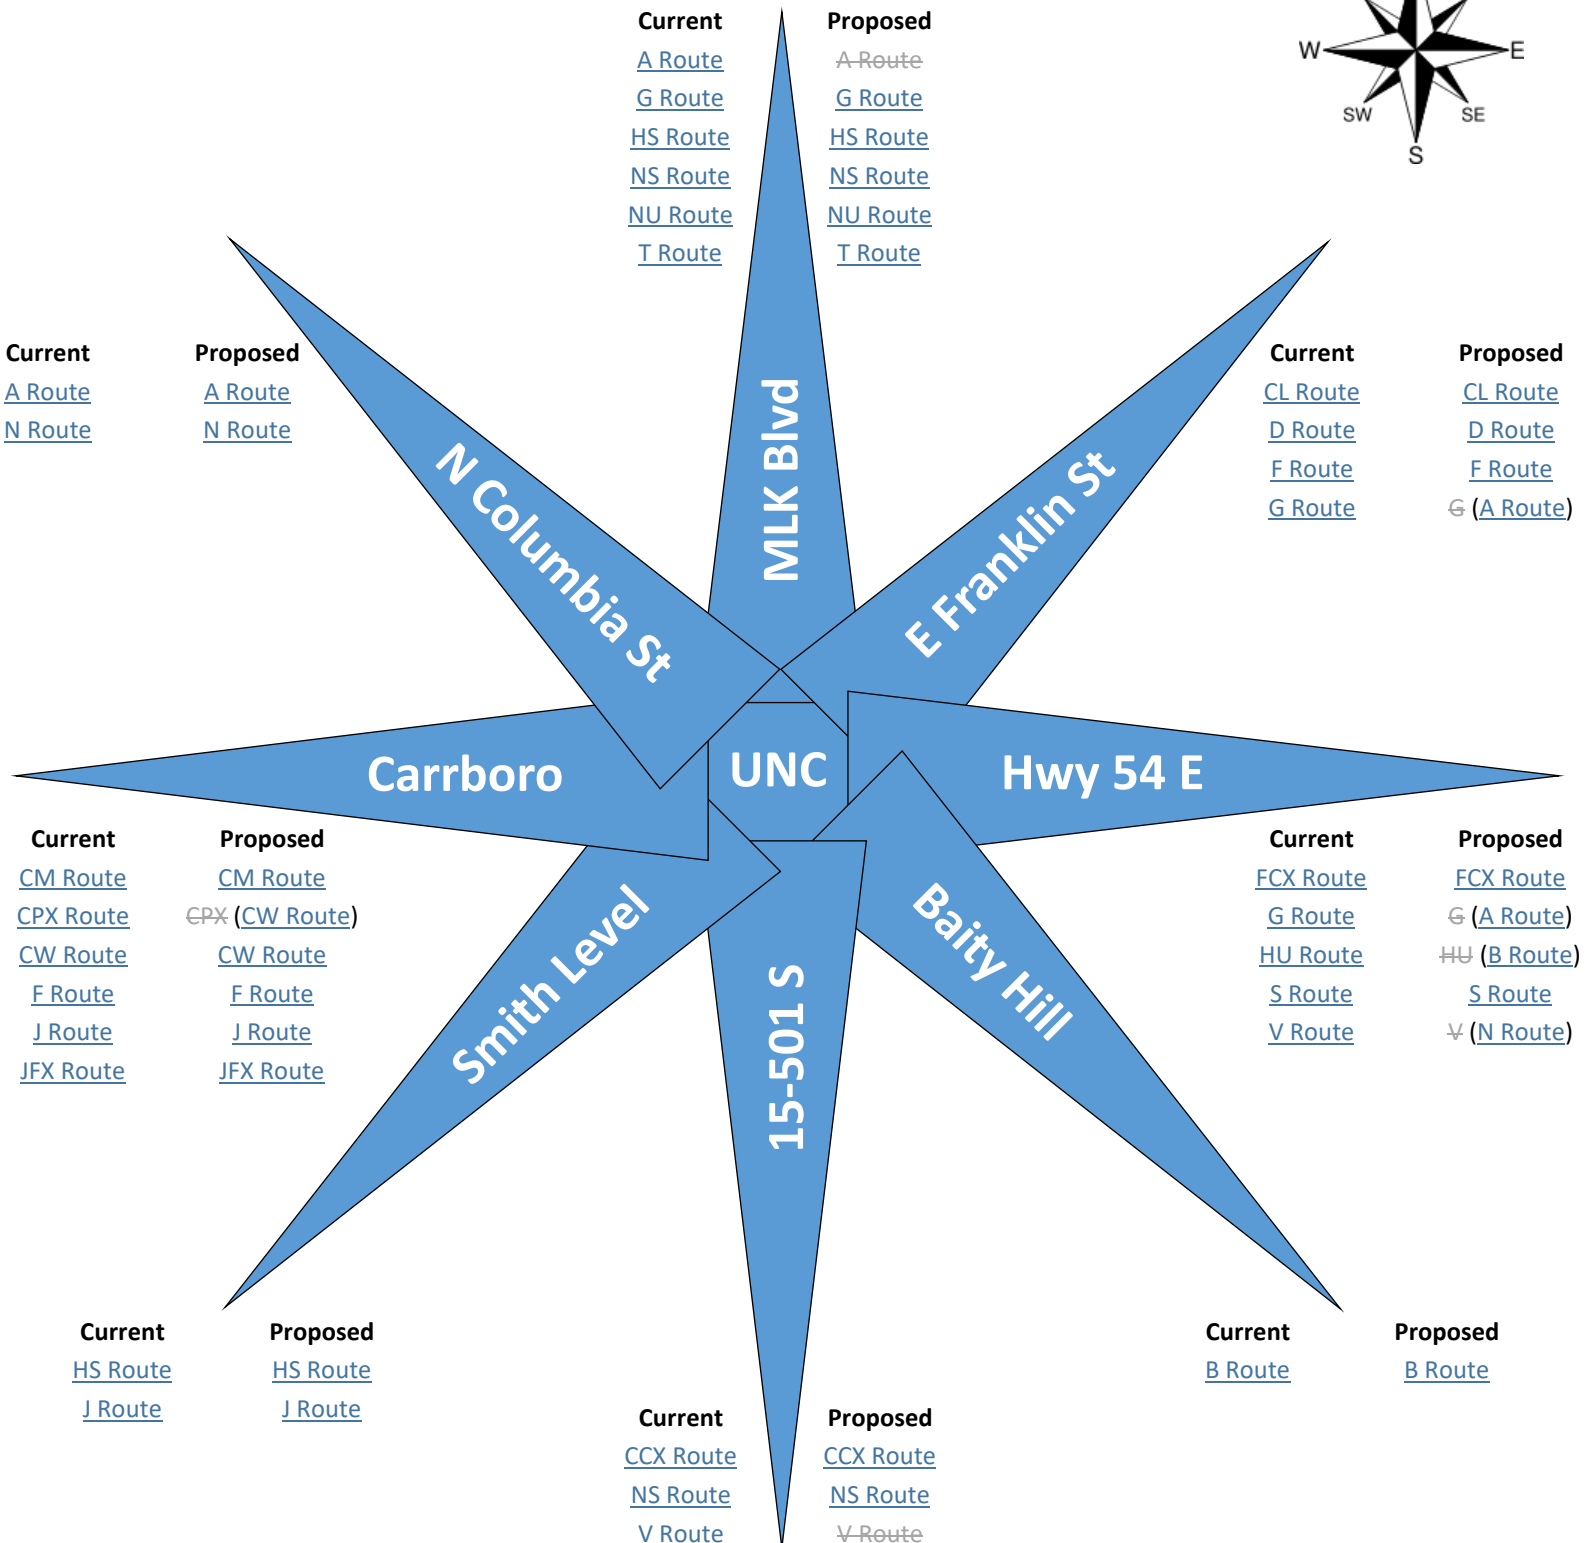 Current Proposed
A Route A Route
G Route G Route
HS Route HS Route
NS Route NS Route
NU Route NU Route
T Route T Route
W E
SW SE
S
Current Proposed
A Route A Route
N Route N Route
Current Proposed
CL Route CL Route
D Route D Route
F Route F Route
G Route G (A Route)
N Columbia St
MLK Blvd
E Franklin St
Carrboro
UNC
Hwy 54 E
Smith Level
15-501 S
Baity Hill
Current Proposed
CM Route CM Route
CPX Route CPX (CW Route)
CW Route CW Route
F Route F Route
J Route J Route
JFX Route JFX Route
Current Proposed
FCX Route FCX Route
G Route G (A Route)
HU Route HU (B Route)
S Route S Route
V Route V (N Route)
Current Proposed
HS Route HS Route
J Route J Route
Current Proposed
CCX Route CCX Route
NS Route NS Route
V Route V Route
Current Proposed
B Route B Route